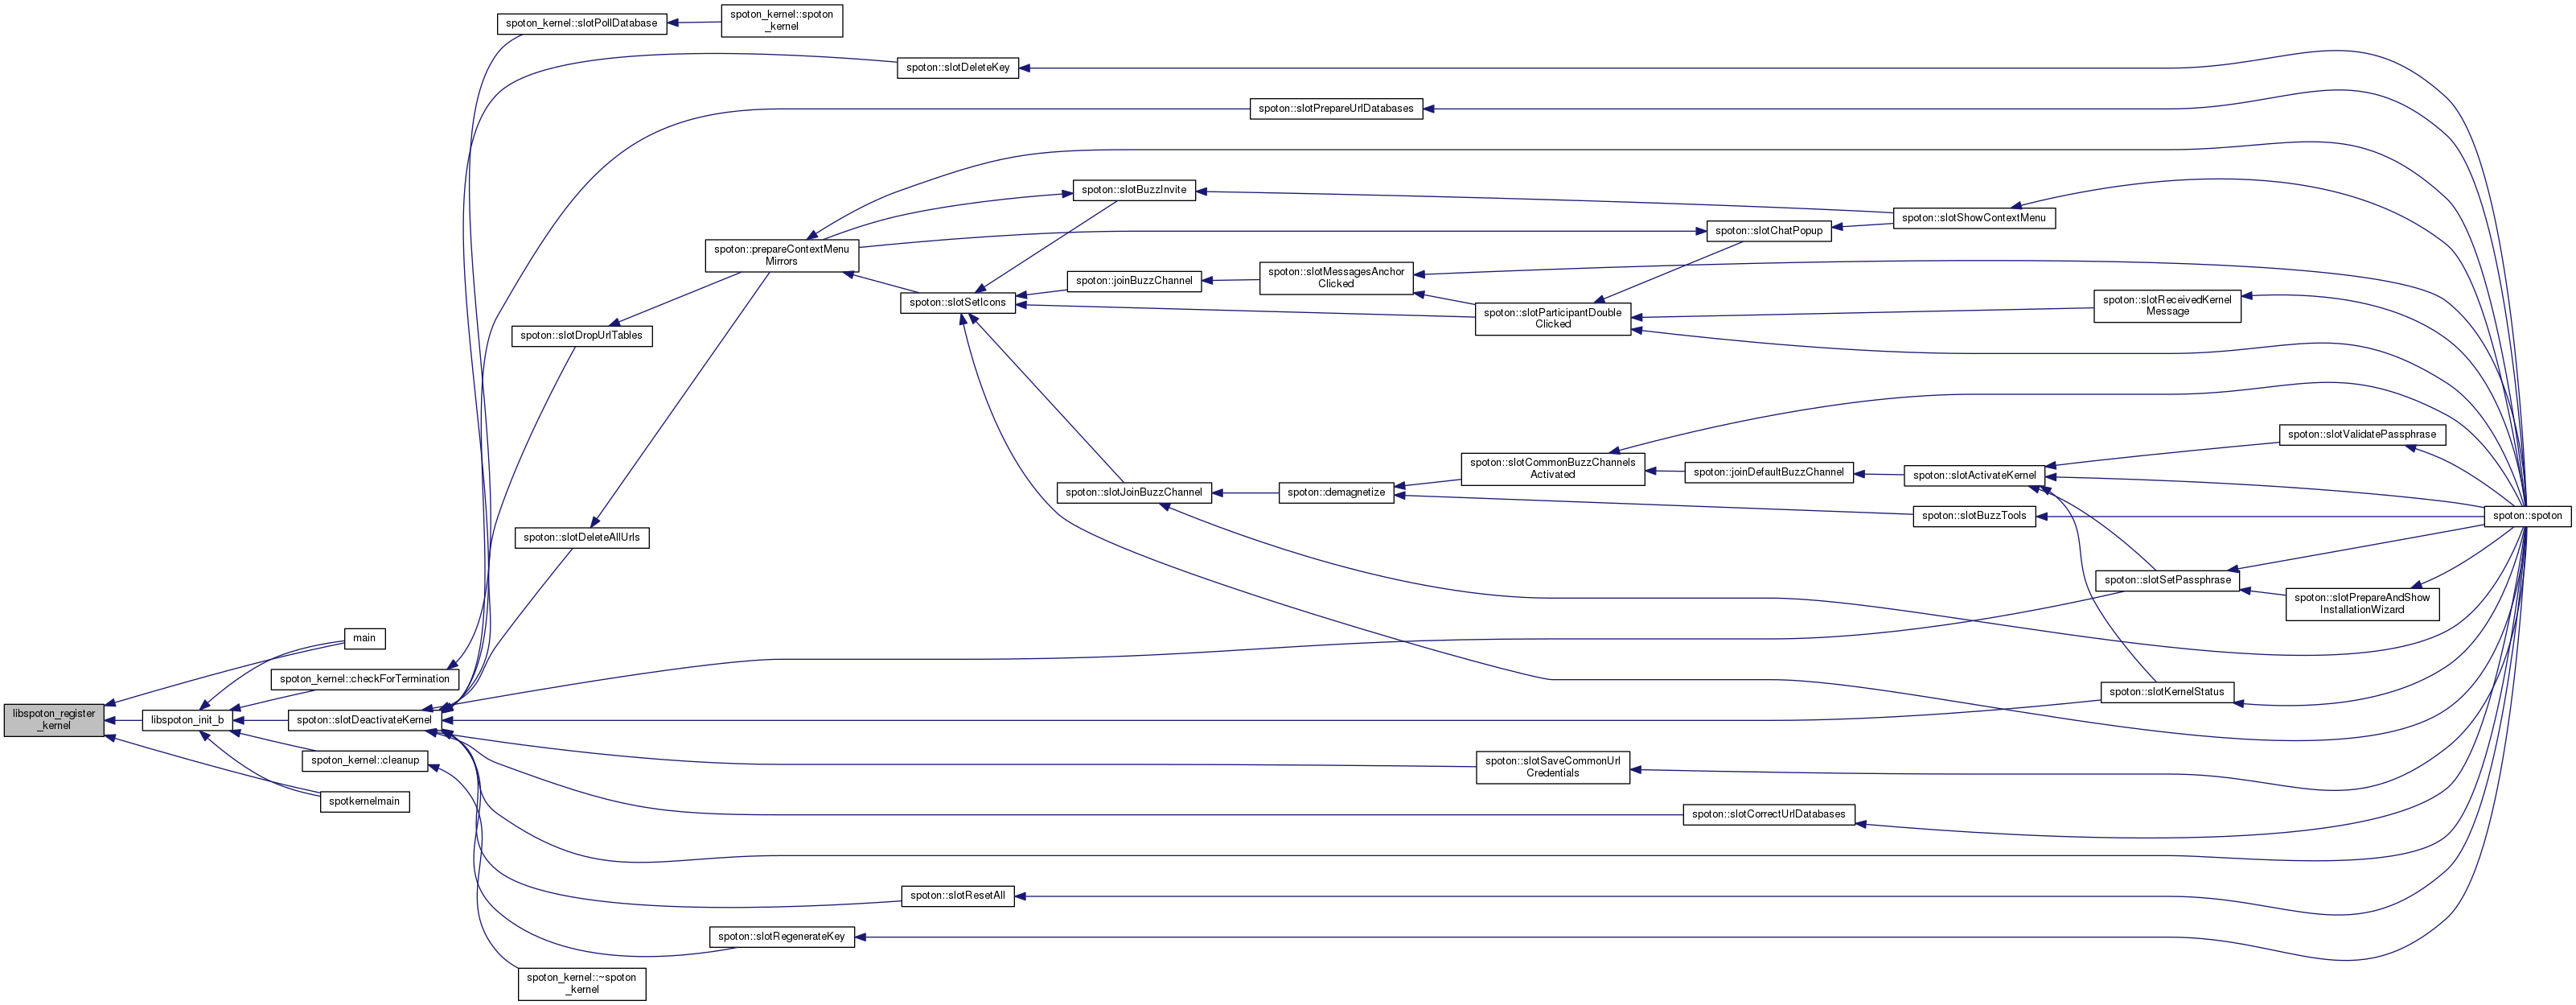 spoton_kernel::slotPollDatabase
spoton_kernel::spoton
_kernel
spoton::slotDeleteKey
spoton::slotPrepareUrlDatabases
spoton::slotBuzzInvite
spoton::slotShowContextMenu
spoton::slotChatPopup
spoton::prepareContextMenu
Mirrors
spoton::slotMessagesAnchor
Clicked
spoton::joinBuzzChannel
spoton::slotSetIcons
spoton::slotReceivedKernel
Message
spoton::slotParticipantDouble
Clicked
spoton::slotDropUrlTables
spoton::slotValidatePassphrase
spoton::slotCommonBuzzChannels
Activated
spoton::joinDefaultBuzzChannel
spoton::slotActivateKernel
spoton::slotJoinBuzzChannel
spoton::demagnetize
spoton::slotBuzzTools
spoton::spoton
spoton::slotDeleteAllUrls
spoton::slotSetPassphrase
spoton::slotPrepareAndShow
InstallationWizard
main
spoton_kernel::checkForTermination
spoton::slotKernelStatus
libspoton_register
_kernel
libspoton_init_b
spoton::slotDeactivateKernel
spoton_kernel::cleanup
spoton::slotSaveCommonUrl
Credentials
spotkernelmain
spoton::slotCorrectUrlDatabases
spoton::slotResetAll
spoton::slotRegenerateKey
spoton_kernel::~spoton
_kernel